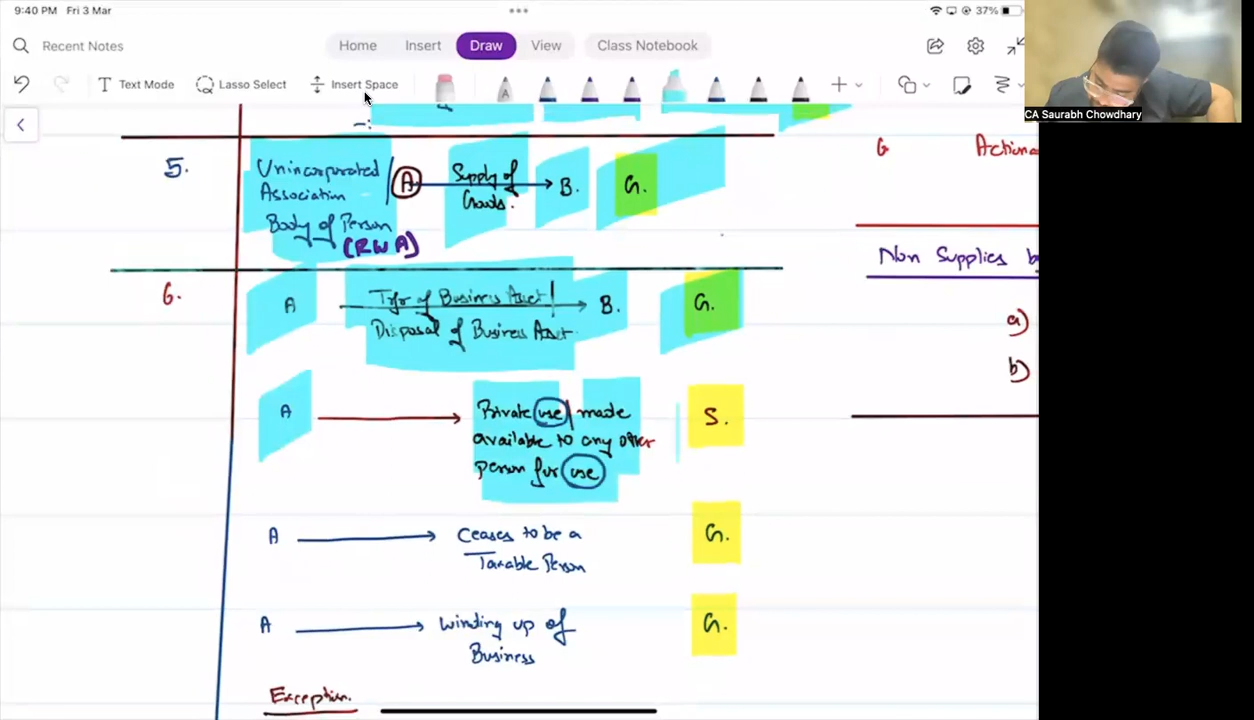 9:40 PM Fri 3 Mar
37%
Recent Notes
Home Insert Draw View Class Notebook
Text Mode Lasso Select Insert Space
CA Saurabh Chowdhary
5.
Unincorporated
Association
Body of Person
(RWA)
A
Supply of
Goods.
B.
G.
6.
A
Tsfr of Business Asset
Disposal of Business Asset
B.
G.
A
Private use made
available to any other
person for use
S.
A
Ceases to be a
Taxable Person
G.
A
Winding up of
Business
G.
Exception.
6
Action
Non Supplies
a)
b)